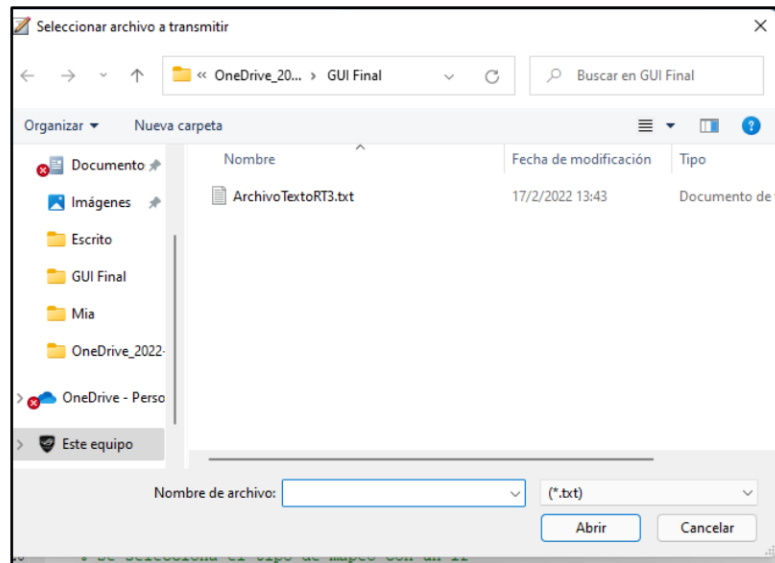 Seleccionar archivo a transmitir
« OneDrive_20... › GUI Final
Buscar en GUI Final
Organizar
Nueva carpeta
Nombre
Fecha de modificación
Tipo
Documento
Imágenes
Escrito
GUI Final
Mia
OneDrive_2022-
OneDrive - Perso
Este equipo
ArchivoTextoRT3.txt
17/2/2022 13:43
Documento de
Nombre de archivo:
(*.txt)
Abrir
Cancelar